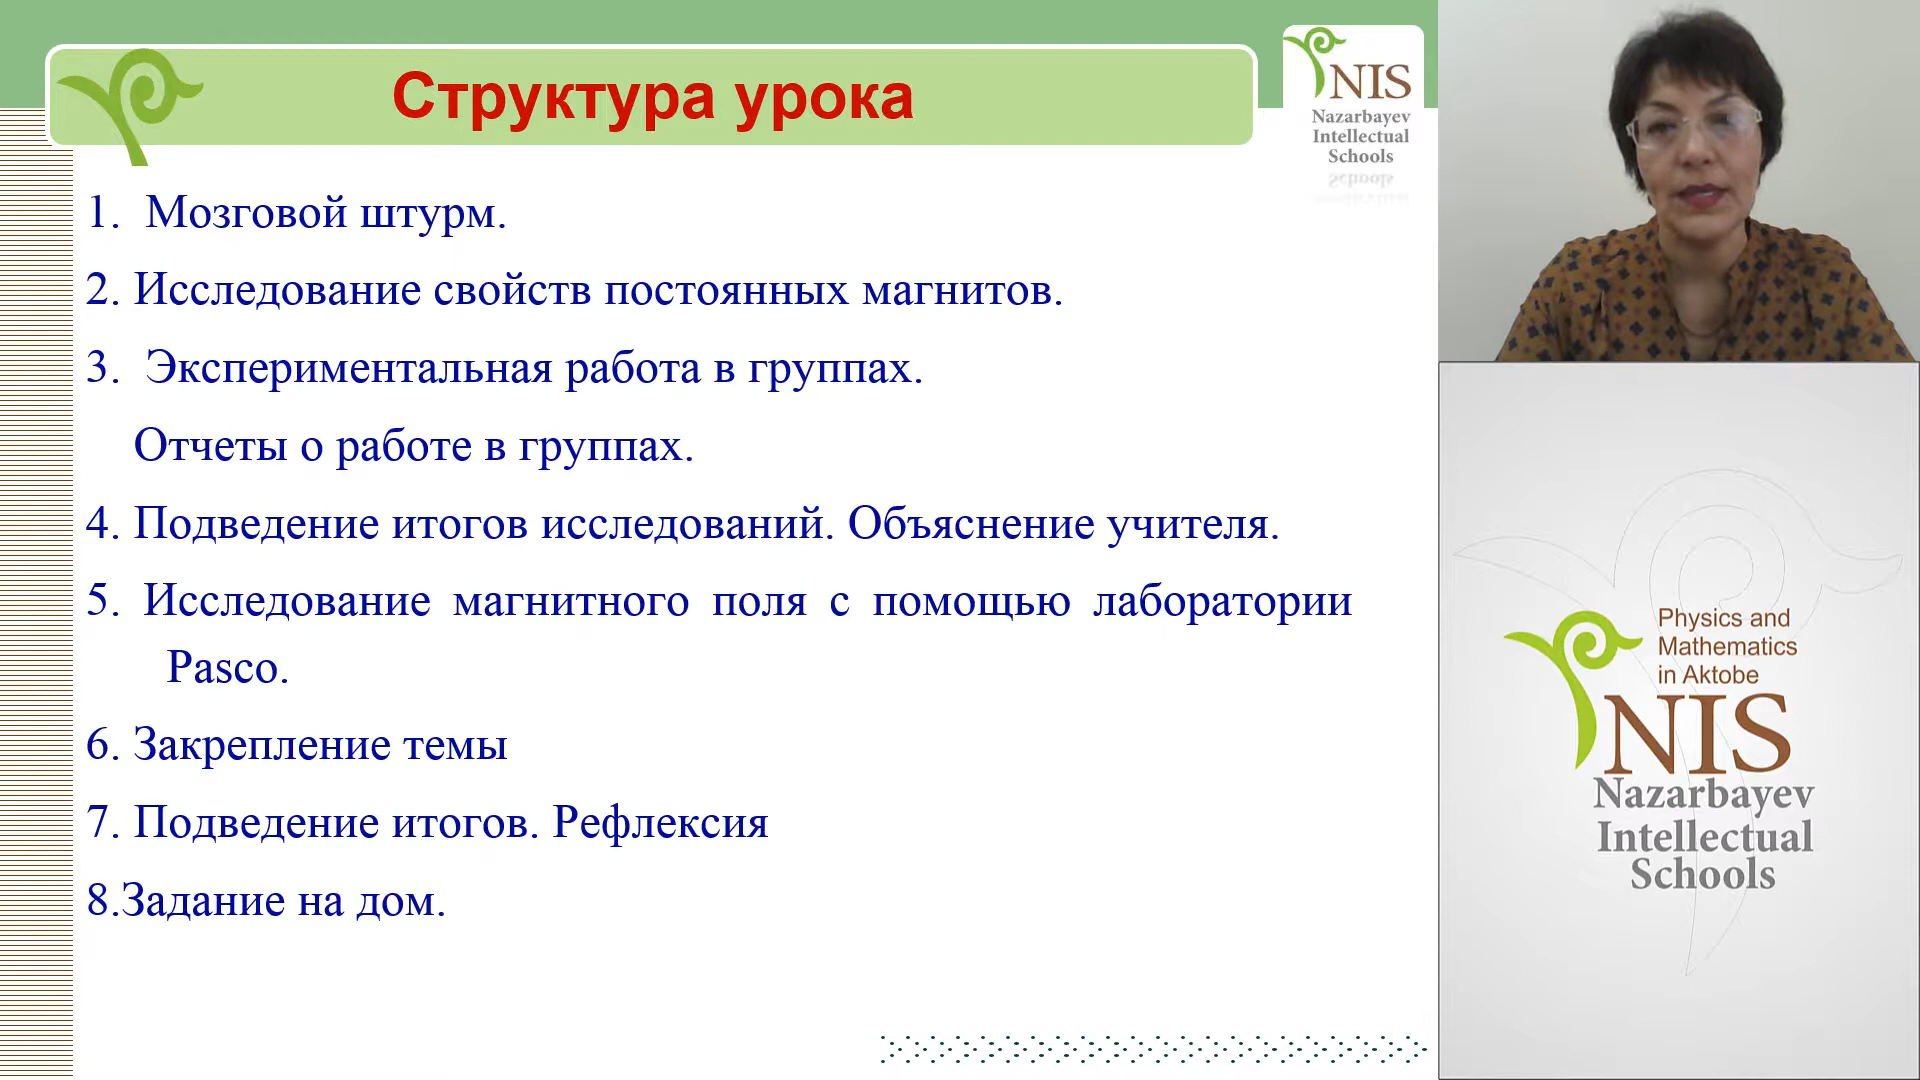 Структура урока
NIS
Nazarbayev
Intellectual
Schools
1. Мозговой штурм.
2. Исследование свойств постоянных магнитов.
3. Экспериментальная работа в группах.
Отчеты о работе в группах.
4. Подведение итогов исследований. Объяснение учителя.
5. Исследование магнитного поля с помощью лаборатории
Pasco.
6. Закрепление темы
7. Подведение итогов. Рефлексия
8.Задание на дом.
Physics and
Mathematics
in Aktobe
NIS
Nazarbayev
Intellectual
Schools